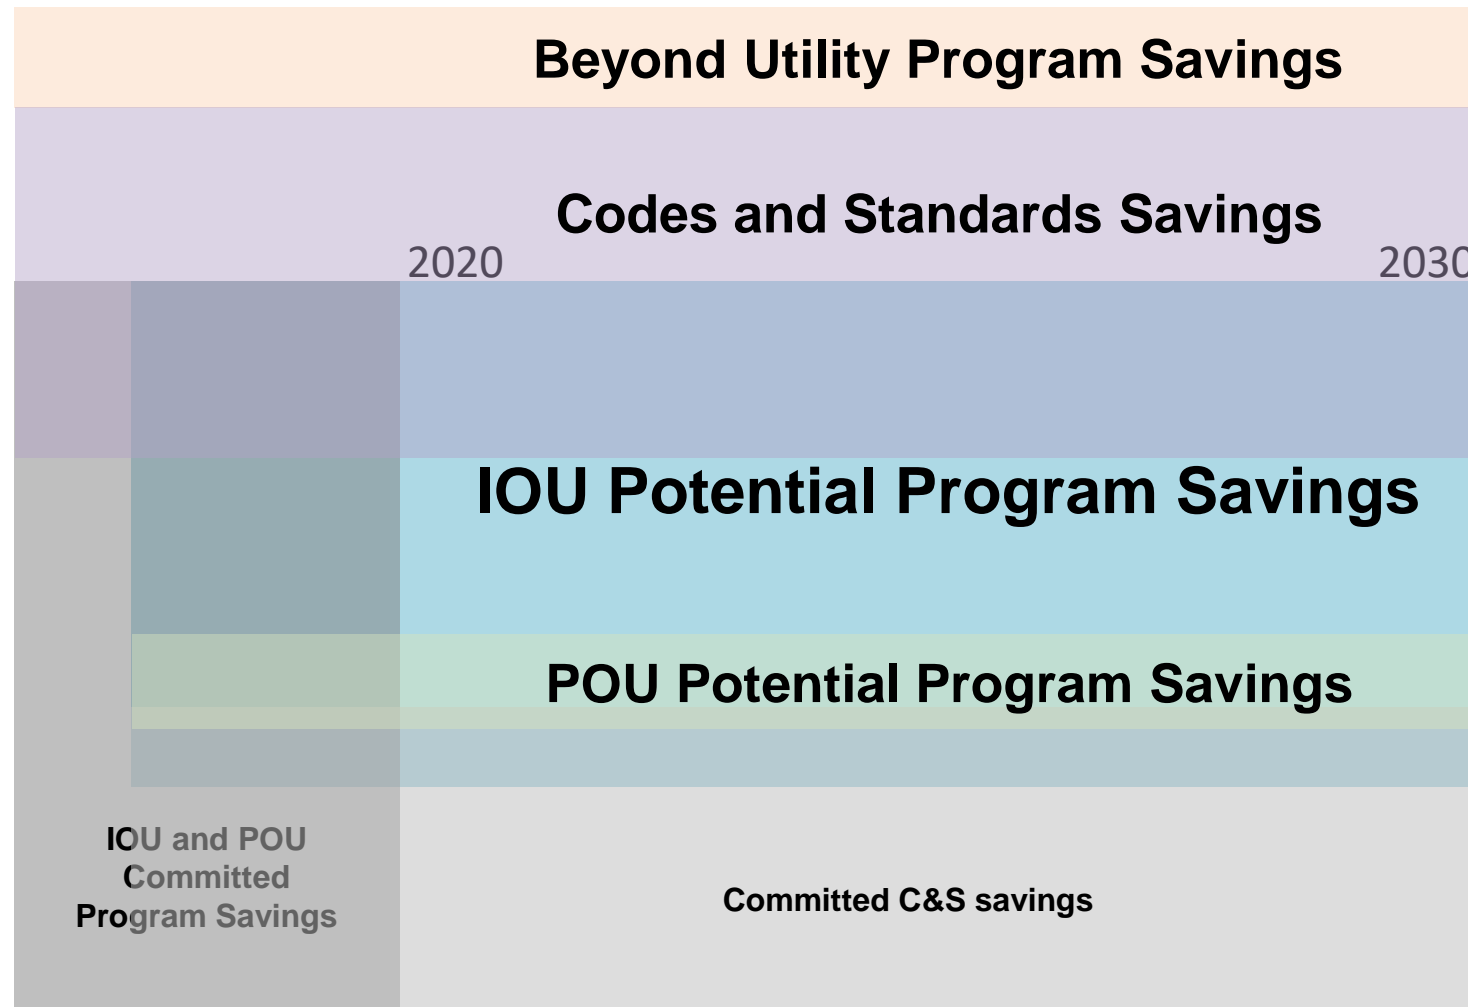 Beyond Utility Program Savings
Codes and Standards Savings
2020
2030
IOU Potential Program Savings
POU Potential Program Savings
IOU and POU
Committed
Program Savings
Committed C&S savings